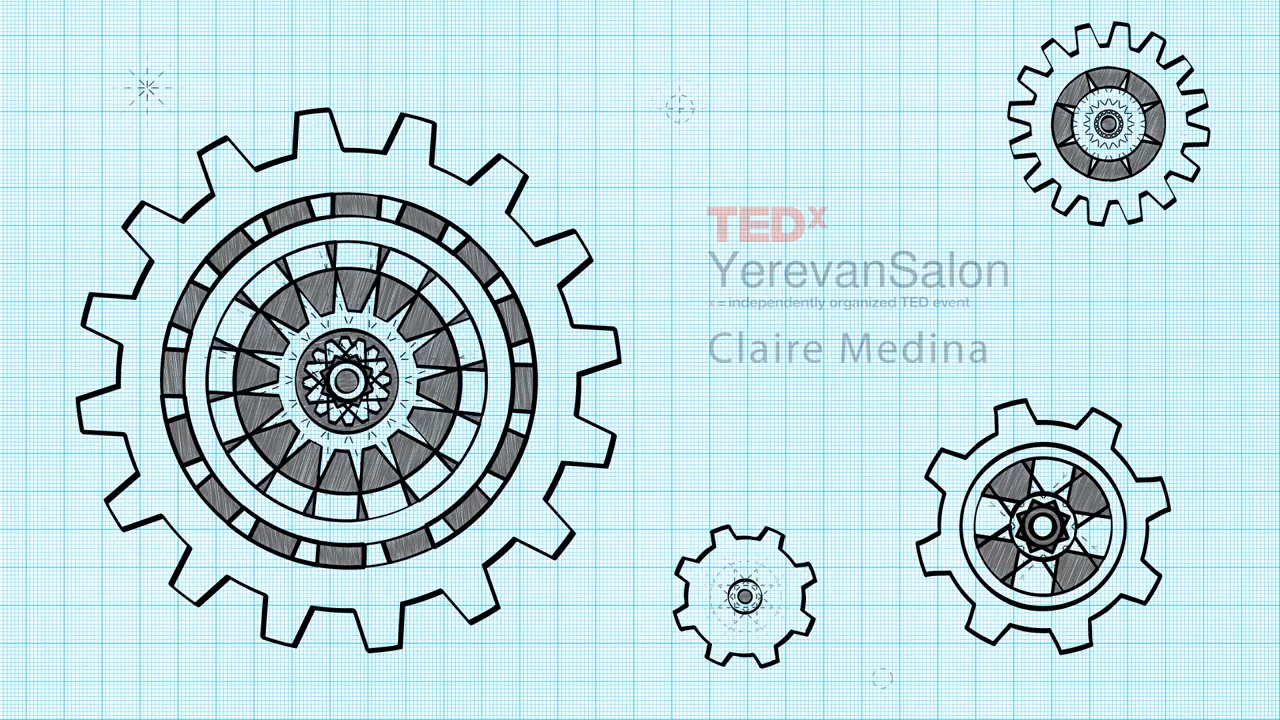 TEDx
YerevanSalon
x = independently organized TED event
Claire Medina